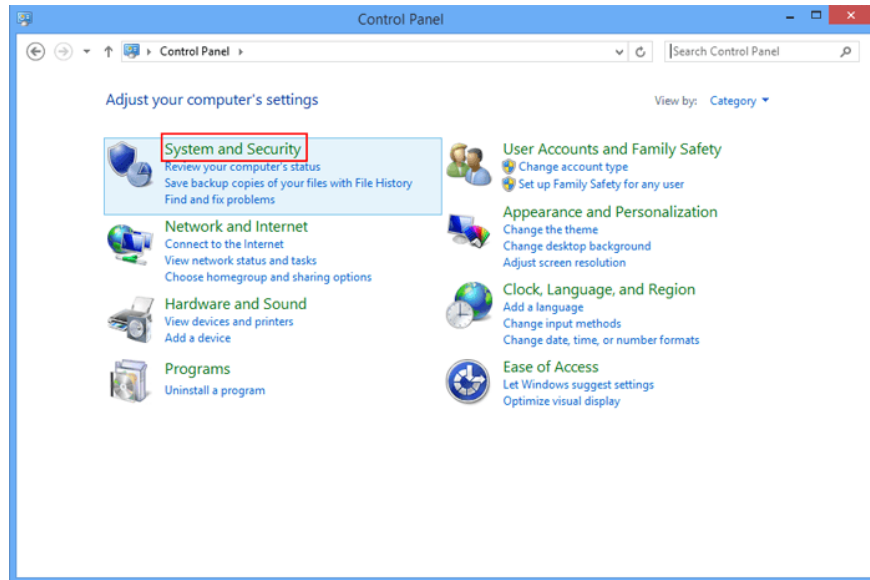 Control Panel
Control Panel
Search Control Panel
Adjust your computer's settings
View by: Category
System and Security
Review your computer's status
Save backup copies of your files with File History
Find and fix problems
Network and Internet
Connect to the Internet
View network status and tasks
Choose homegroup and sharing options
Hardware and Sound
View devices and printers
Add a device
Programs
Uninstall a program
User Accounts and Family Safety
Change account type
Set up Family Safety for any user
Appearance and Personalization
Change the theme
Change desktop background
Adjust screen resolution
Clock, Language, and Region
Add a language
Change input methods
Change date, time, or number formats
Ease of Access
Let Windows suggest settings
Optimize visual display